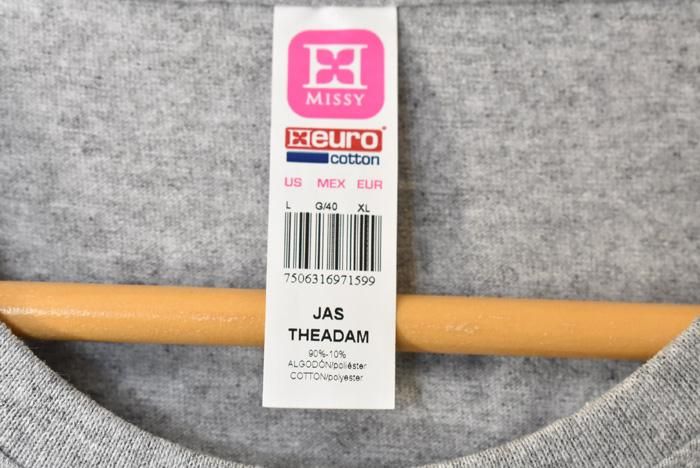 H
MISSY
euro
cotton
US MEX EUR
L G/40 XL
7506316971599
JAS
THEADAM
90%-10%
ALGODÓN/poliéster
COTTON/polyester